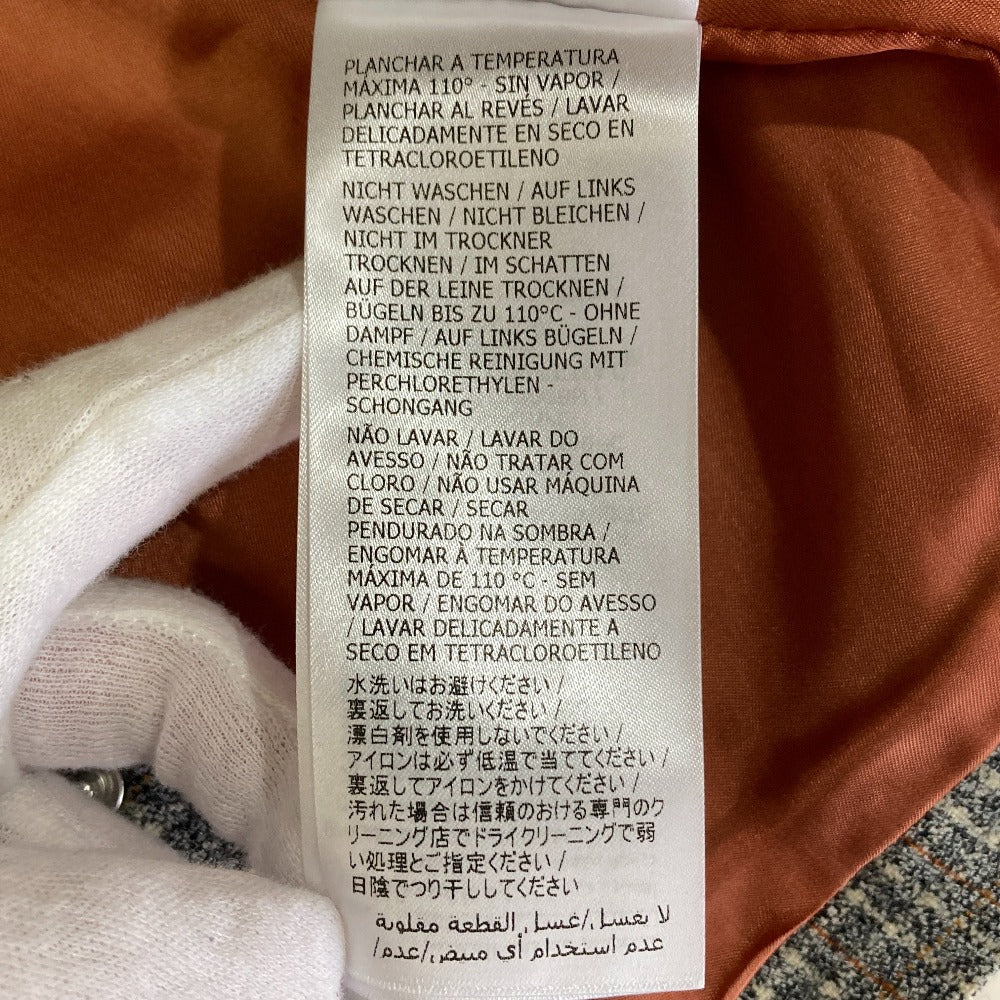 PLANCHAR A TEMPERATURA
MÁXIMA 110° - SIN VAPOR /
PLANCHAR AL REVÉS / LAVAR
DELICADAMENTE EN SECO EN
TETRACLOROETILENO
NICHT WASCHEN / AUF LINKS
WASCHEN / NICHT BLEICHEN /
NICHT IM TROCKNER
TROCKNEN / IM SCHATTEN
AUF DER LEINE TROCKNEN /
BÜGELN BIS ZU 110°C - OHNE
DAMPF / AUF LINKS BÜGELN /
CHEMISCHE REINIGUNG MIT
PERCHLORETHYLEN -
SCHONGANG
NÃO LAVAR / LAVAR DO
AVESSO / NÃO TRATAR COM
CLORO / NÃO USAR MÁQUINA
DE SECAR / SECAR
PENDURADO NA SOMBRA /
ENGOMAR À TEMPERATURA
MÁXIMA DE 110 °C - SEM
VAPOR / ENGOMAR DO AVESSO
/ LAVAR DELICADAMENTE A
SECO EM TETRACLOROETILENO
水洗いはお避けください /
裏返してお洗いください /
漂白剤を使用しないでください /
アイロンは必ず低温で当ててください /
裏返してアイロンをかけてください /
汚れた場合は信頼のおける専門のク
リーニング店でドライクリーニングで弱
い処理とご指定ください /
日陰でつり干ししてください
لا يغسل/غسل القطعة مقلوبة
عدم استخدام أي مبيض/عدم/